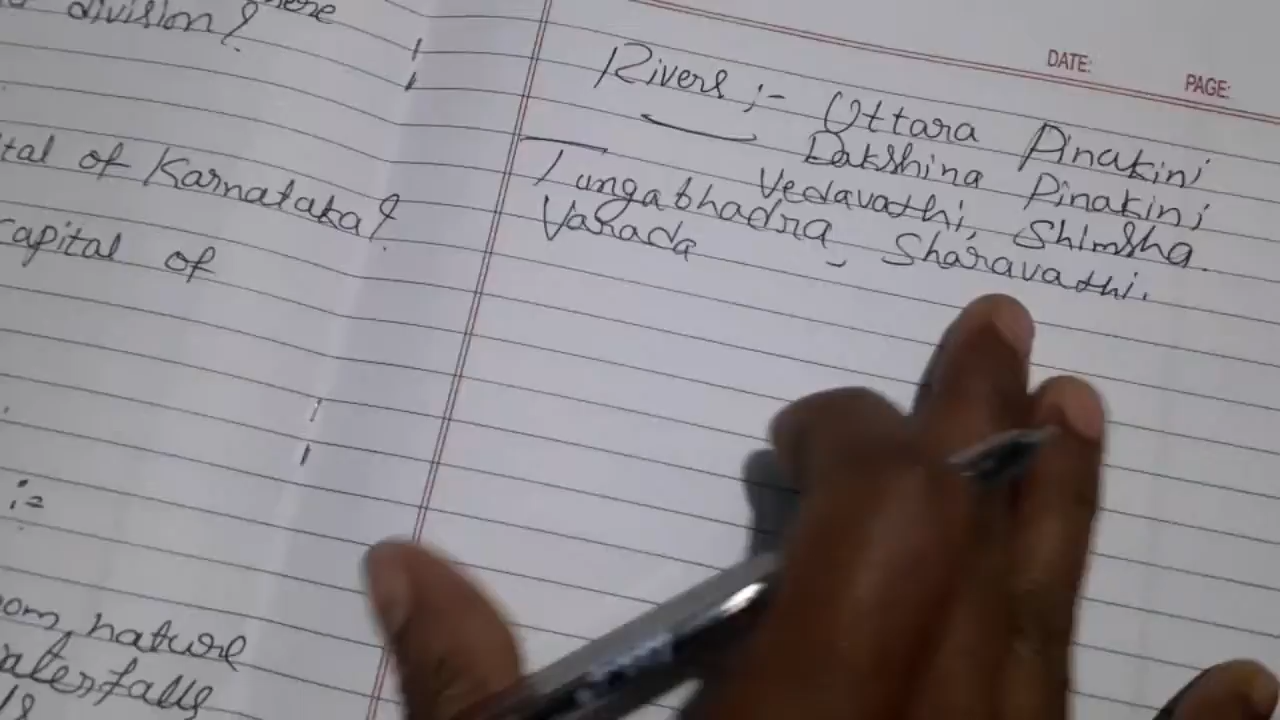 division?
tal of Karnataka?
capital of
:=
om, nature
aterfalls
DATE: PAGE:
Rivers :- Uttara Pinakini
Dakshina Pinakini
Vedavathi, Shimsha.
Tungabhadra, Sharavathi.
Varada